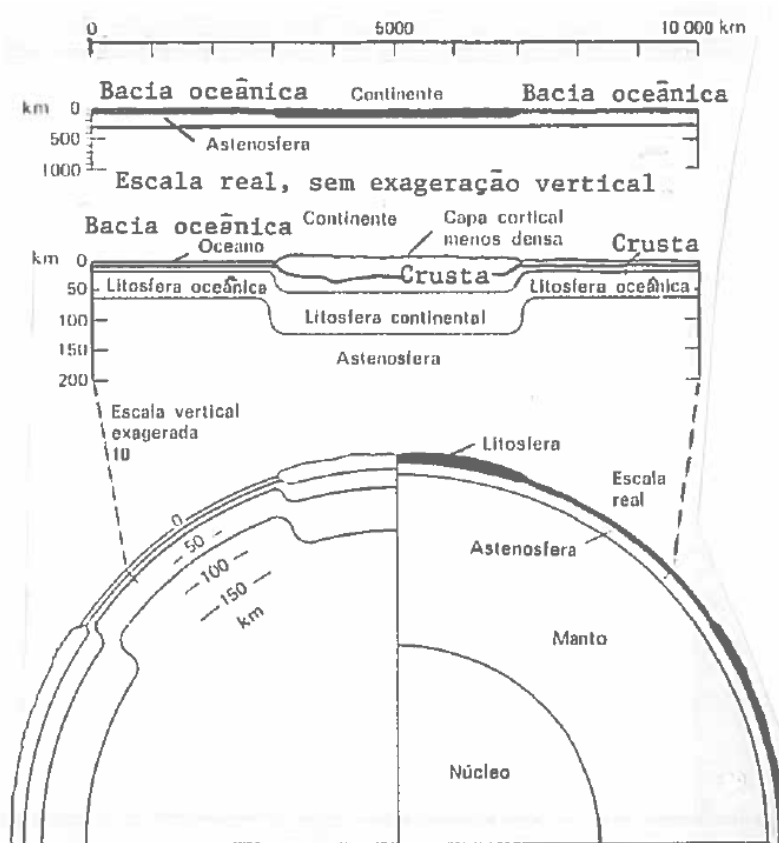 0 5000 10 000 km
Bacia oceânica Continente Bacia oceânica
km 0
500
1000
Astenosfera
Escala real, sem exageração vertical
Bacia oceânica Continente Capa cortical
menos densa
Oceano
Crusta
km 0
50
100
150
200
Crusta
Litosfera oceânica
Litosfera oceânica
Litosfera continental
Astenosfera
Escala vertical
exagerada
10
Litosfera
Escala
real
0
50
100
150
km
Astenosfera
Manto
Núcleo